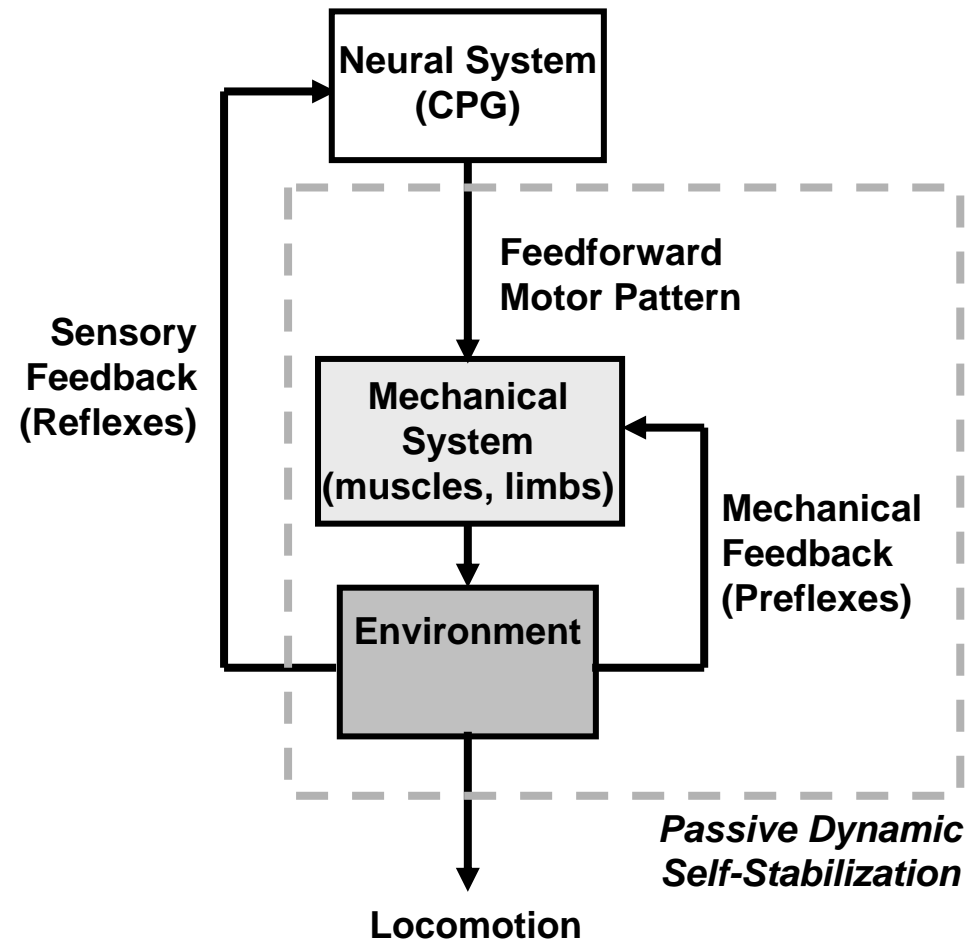 Neural System
(CPG)
Feedforward
Motor Pattern
Sensory
Feedback
(Reflexes)
Mechanical
System
(muscles, limbs)
Mechanical
Feedback
(Preflexes)
Environment
Passive Dynamic
Self-Stabilization
Locomotion